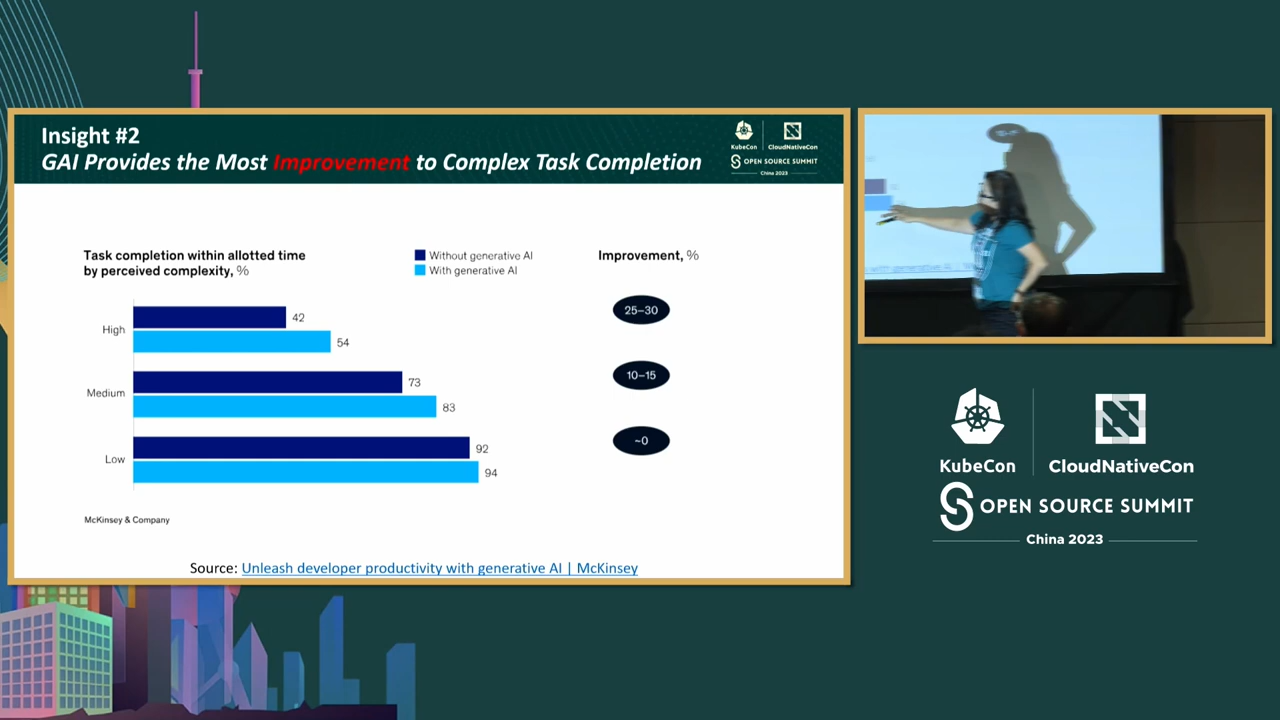 Insight #2
GAI Provides the Most Improvement to Complex Task Completion
KubeCon
CloudNativeCon
OPEN SOURCE SUMMIT
China 2023
Task completion within allotted time
by perceived complexity, %
Without generative AI
With generative AI
Improvement, %
High
42
54
25–30
Medium
73
83
10–15
Low
92
94
~0
McKinsey & Company
Source: Unleash developer productivity with generative AI | McKinsey
KubeCon
CloudNativeCon
OPEN SOURCE SUMMIT
China 2023